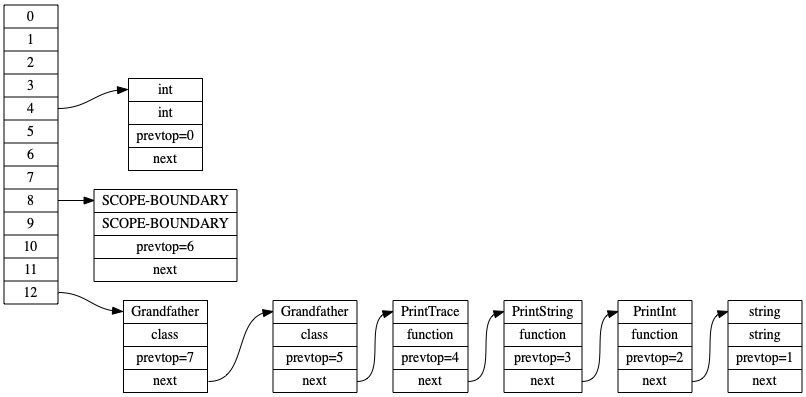 0
1
2
3
4
5
6
7
8
9
10
11
12
int
int
prevtop=0
next
SCOPE-BOUNDARY
SCOPE-BOUNDARY
prevtop=6
next
Grandfather
class
prevtop=7
next
Grandfather
class
prevtop=5
next
PrintTrace
function
prevtop=4
next
PrintString
function
prevtop=3
next
PrintInt
function
prevtop=2
next
string
string
prevtop=1
next